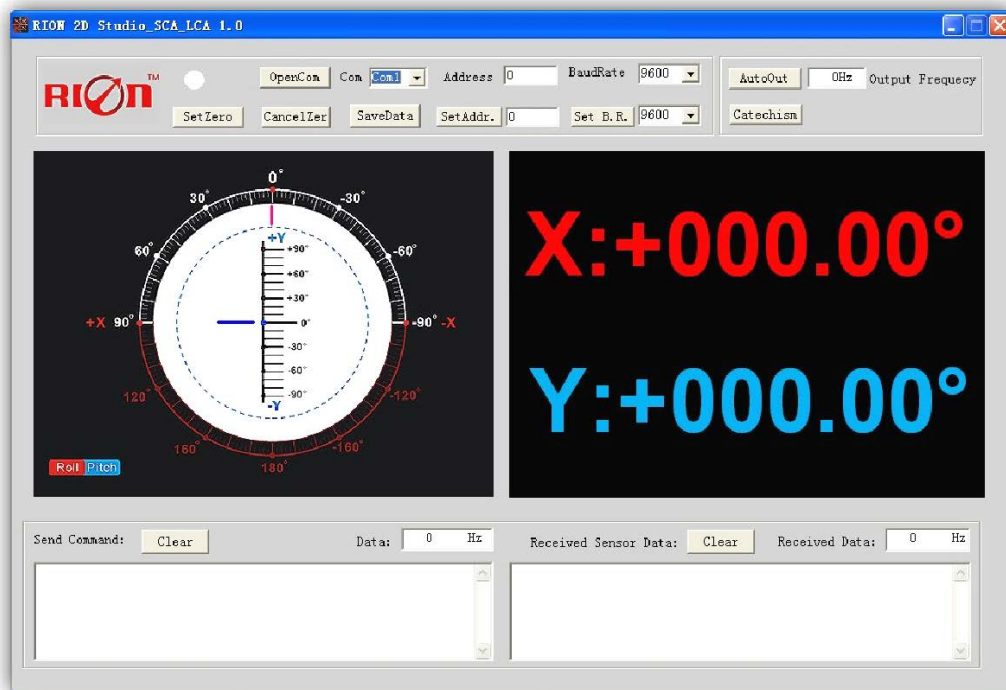 RION 2D Studio_SCA_LCA 1.0
RION™
OpenCom Com Com1 Address 0 BaudRate 9600
SetZero CancelZer SaveData SetAddr. 0 Set B.R. 9600
AutoOut 0Hz Output Frequecy
Catechism
0°
30° -30°
60° -60°
+X 90° -90° -X
120° -120°
160° -160°
180°
+Y
+90°
+60°
+30°
0°
-30°
-60°
-90°
-Y
Roll Pitch
X:+000.00°
Y:+000.00°
Send Command: Clear Data: 0 Hz
Received Sensor Data: Clear Received Data: 0 Hz